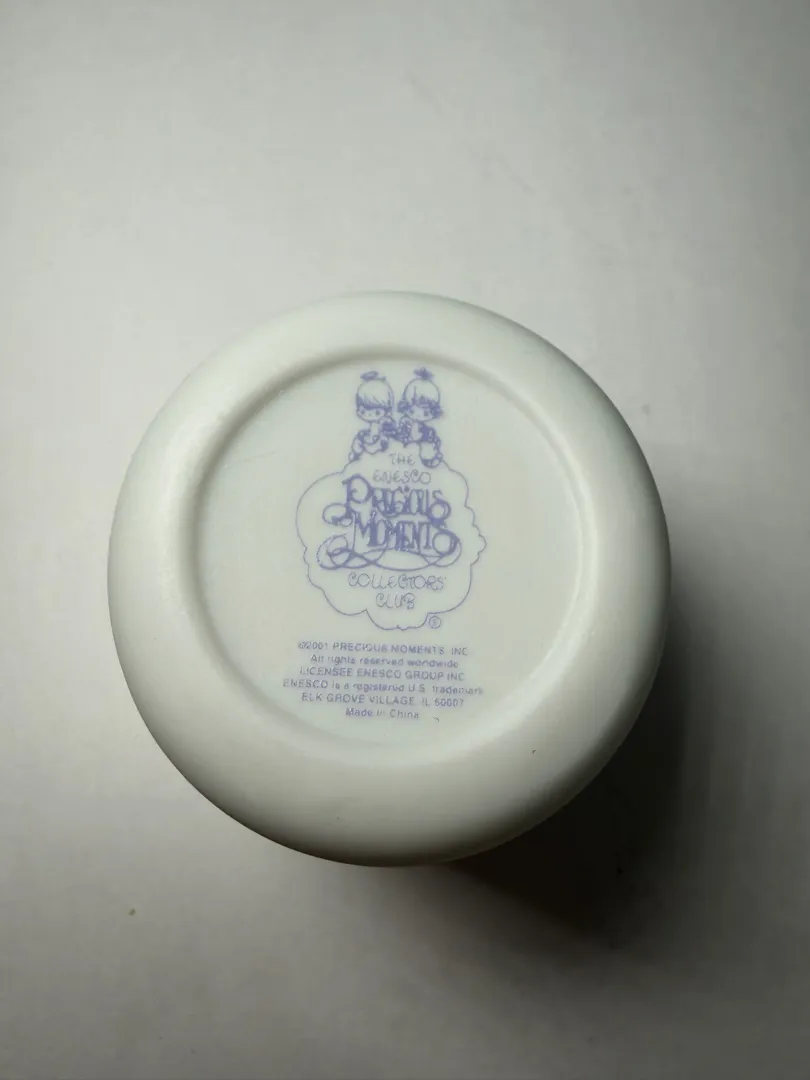 THE
ENESCO
PRECIOUS
MOMENTS
COLLECTORS'
CLUB
®
©2001 PRECIOUS MOMENTS, INC.
All rights reserved worldwide
LICENSEE ENESCO GROUP INC
ENESCO is a registered U.S. trademark
ELK GROVE VILLAGE, IL 60007
Made in China